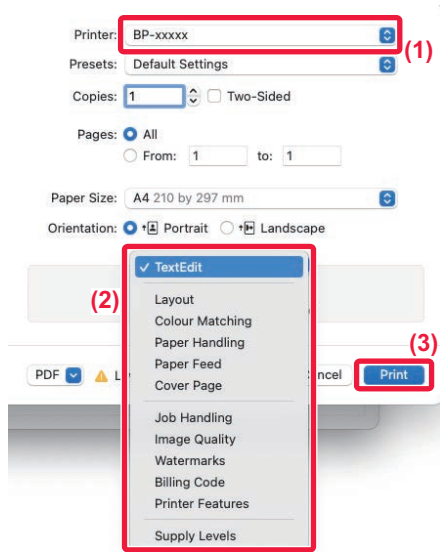 Printer: BP-xxxxx
(1)
Presets: Default Settings
Copies: 1 Two-Sided
Pages: All
From: 1 to: 1
Paper Size: A4 210 by 297 mm
Orientation: Portrait Landscape
✓ TextEdit
(2)
Layout
Colour Matching
Paper Handling
Paper Feed
Cover Page
(3)
PDF L ncel Print
Job Handling
Image Quality
Watermarks
Billing Code
Printer Features
Supply Levels